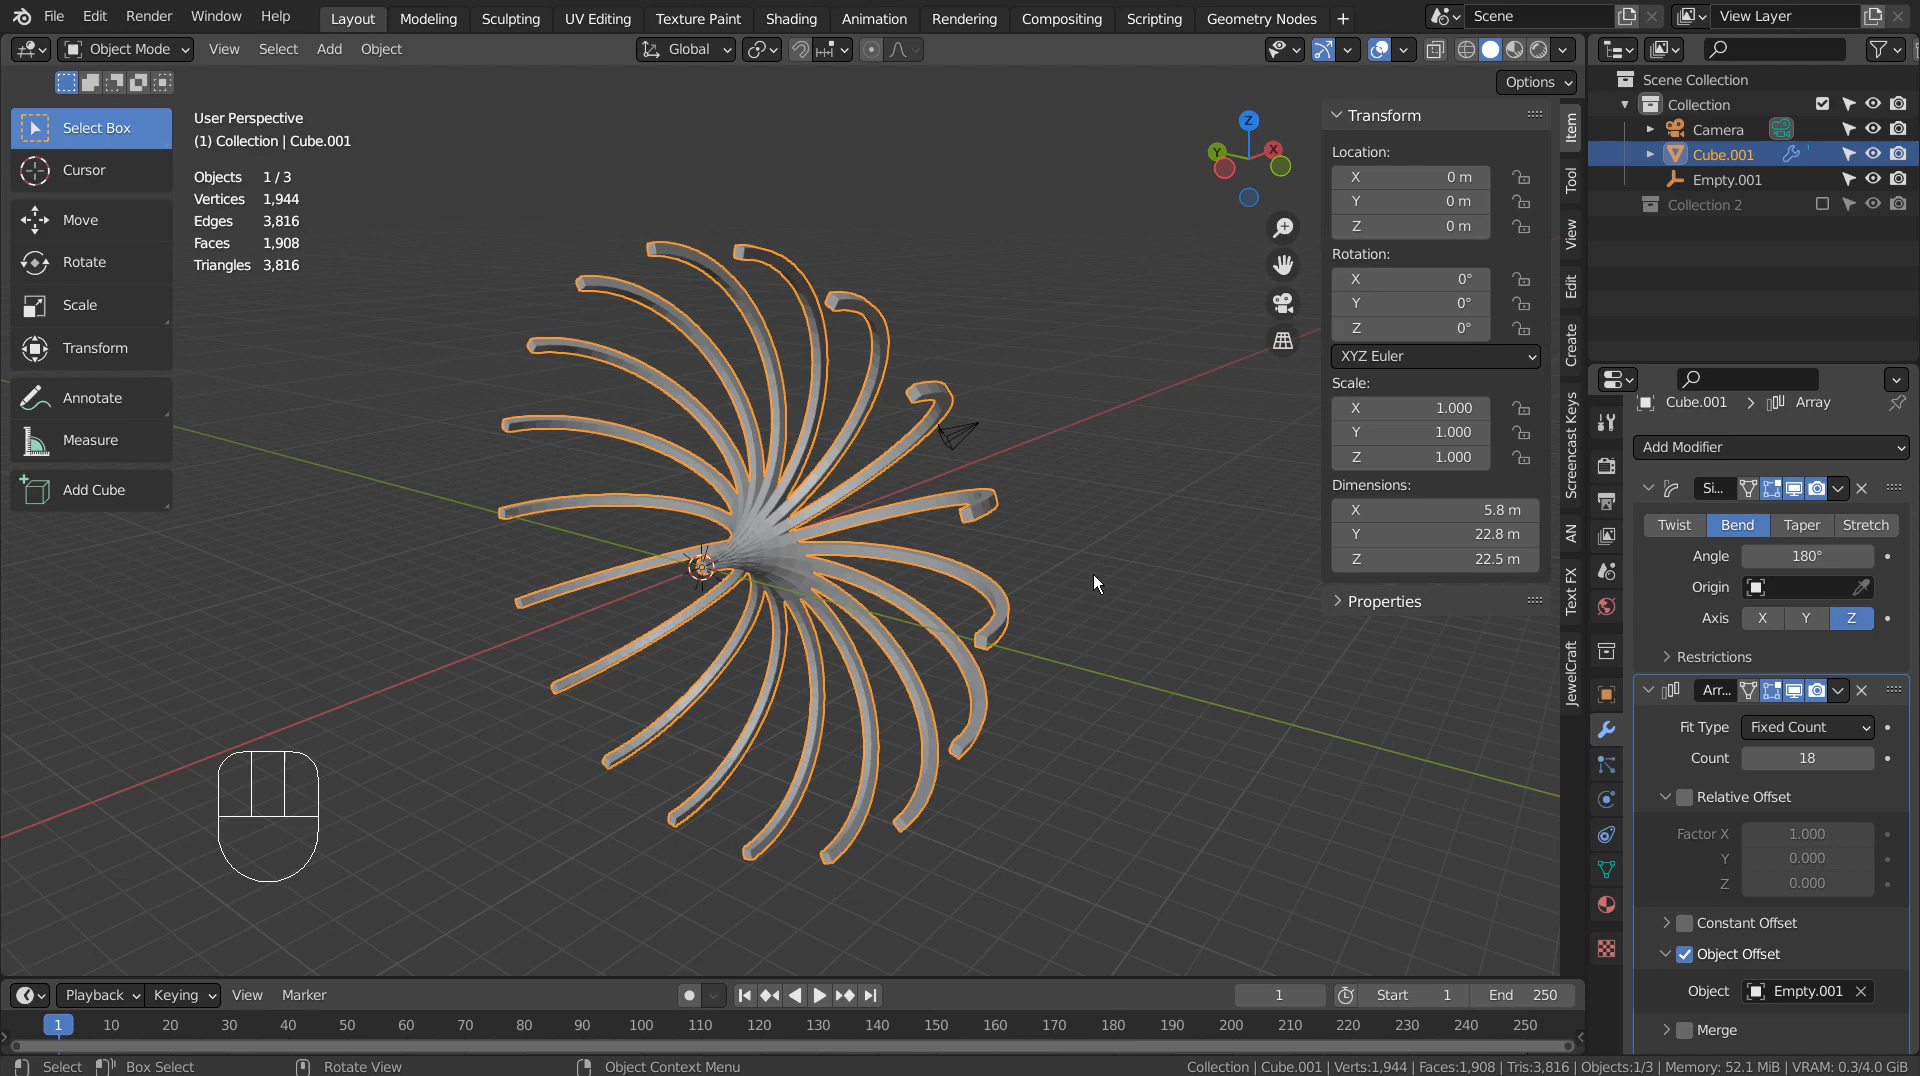 File Edit Render Window Help Layout Modeling Sculpting UV Editing Texture Paint Shading Animation Rendering Compositing Scripting Geometry Nodes + Scene View Layer
Object Mode View Select Add Object Global
Options
Select Box
Cursor
Move
Rotate
Scale
Transform
Annotate
Measure
Add Cube
User Perspective
(1) Collection | Cube.001
Objects 1 / 3
Vertices 1,944
Edges 3,816
Faces 1,908
Triangles 3,816
Z
Y X
Transform
Location:
X 0 m
Y 0 m
Z 0 m
Rotation:
X 0°
Y 0°
Z 0°
XYZ Euler
Scale:
X 1.000
Y 1.000
Z 1.000
Dimensions:
X 5.8 m
Y 22.8 m
Z 22.5 m
Properties
Item
Tool
View
Edit
Create
Screencast Keys
AN
Text FX
JewelCraft
Scene Collection
Collection
Camera
Cube.001
Empty.001
Collection 2
Cube.001 > Array
Add Modifier
Si...
Twist Bend Taper Stretch
Angle 180°
Origin
Axis X Y Z
Restrictions
Arr...
Fit Type Fixed Count
Count 18
Relative Offset
Factor X 1.000
Y 0.000
Z 0.000
Constant Offset
Object Offset
Object Empty.001
Merge
Playback Keying View Marker 1 Start 1 End 250
1 10 20 30 40 50 60 70 80 90 100 110 120 130 140 150 160 170 180 190 200 210 220 230 240 250
Select Box Select Rotate View Object Context Menu Collection | Cube.001 | Verts:1,944 | Faces:1,908 | Tris:3,816 | Objects:1/3 | Memory: 52.1 MiB | VRAM: 0.3/4.0 GiB